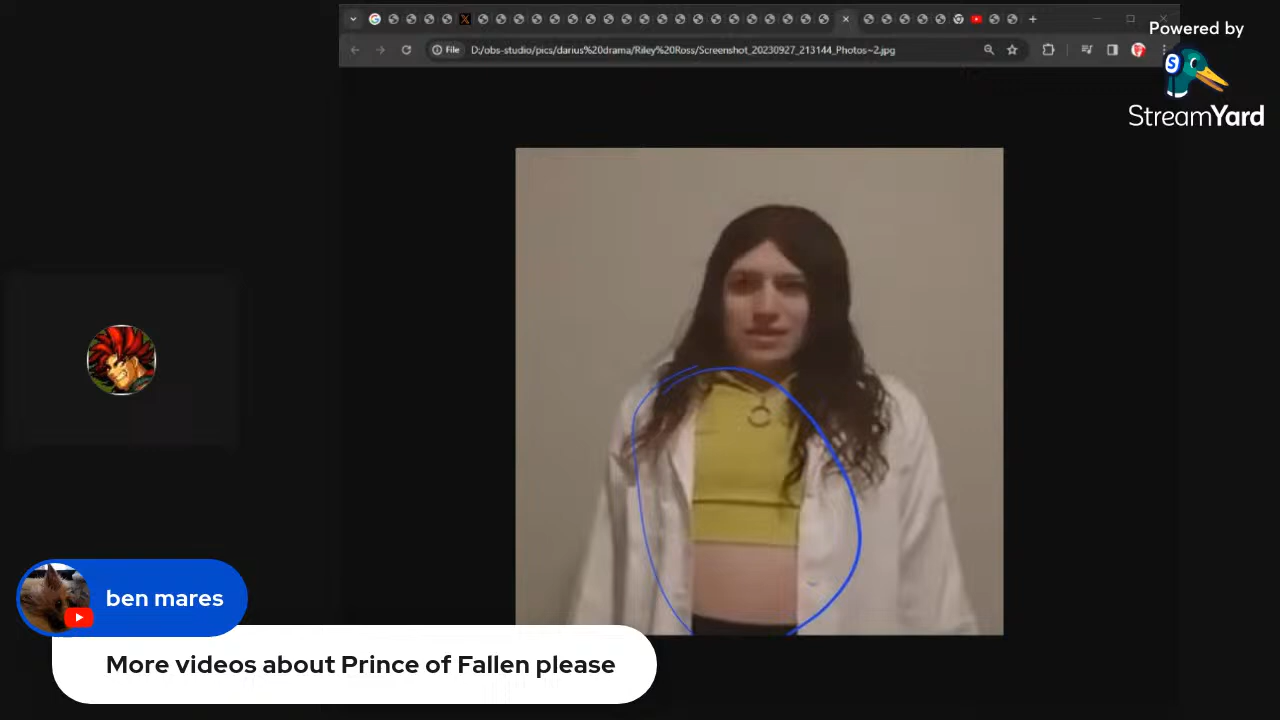 File
D:/obs-studio/pics/darius%20drama/Riley%20Ross/Screenshot_20230927_213144_Photos~2.jpg
Powered by
S
StreamYard
ben mares
More videos about Prince of Fallen please